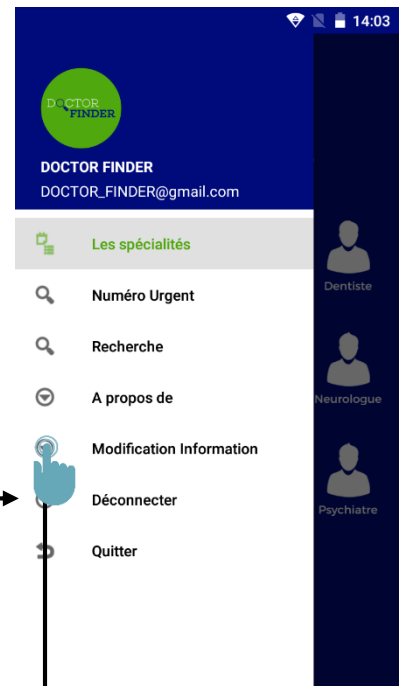 14:03
DOCTOR
FINDER
DOCTOR FINDER
DOCTOR_FINDER@gmail.com
Les spécialités
Numéro Urgent
Dentiste
Recherche
A propos de
Neurologue
Modification Information
Déconnecter
Psychiatre
Quitter